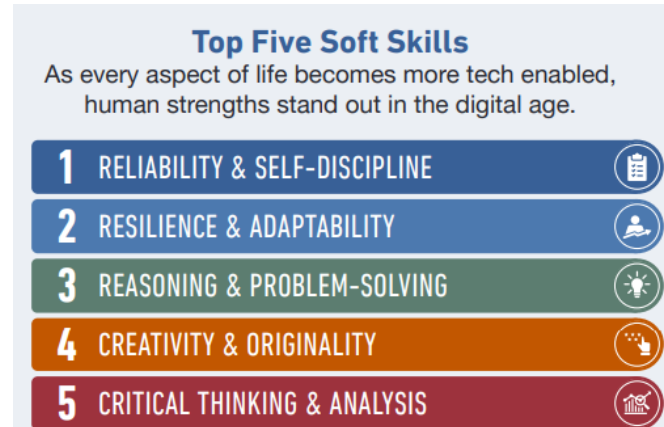 Top Five Soft Skills
As every aspect of life becomes more tech enabled,
human strengths stand out in the digital age.
1 RELIABILITY & SELF-DISCIPLINE
2 RESILIENCE & ADAPTABILITY
3 REASONING & PROBLEM-SOLVING
4 CREATIVITY & ORIGINALITY
5 CRITICAL THINKING & ANALYSIS